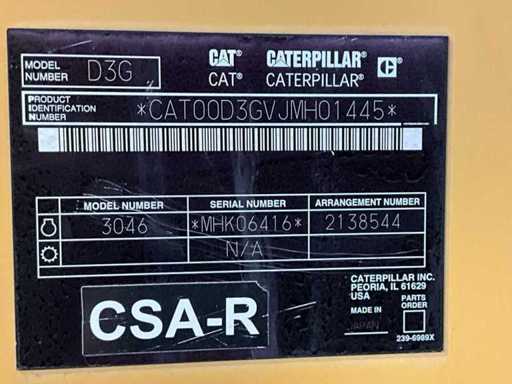 MODEL NUMBER D3G CAT® CATERPILLAR®
CAT® CATERPILLAR®
PRODUCT IDENTIFICATION NUMBER *CAT00D3GVJMH01445*
MODEL NUMBER SERIAL NUMBER ARRANGEMENT NUMBER
3046 *MHK06416* 2138544
N/A
CATERPILLAR INC.
PEORIA, IL 61629
USA
MADE IN JAPAN PARTS ORDER
239-6989X
CSA-R